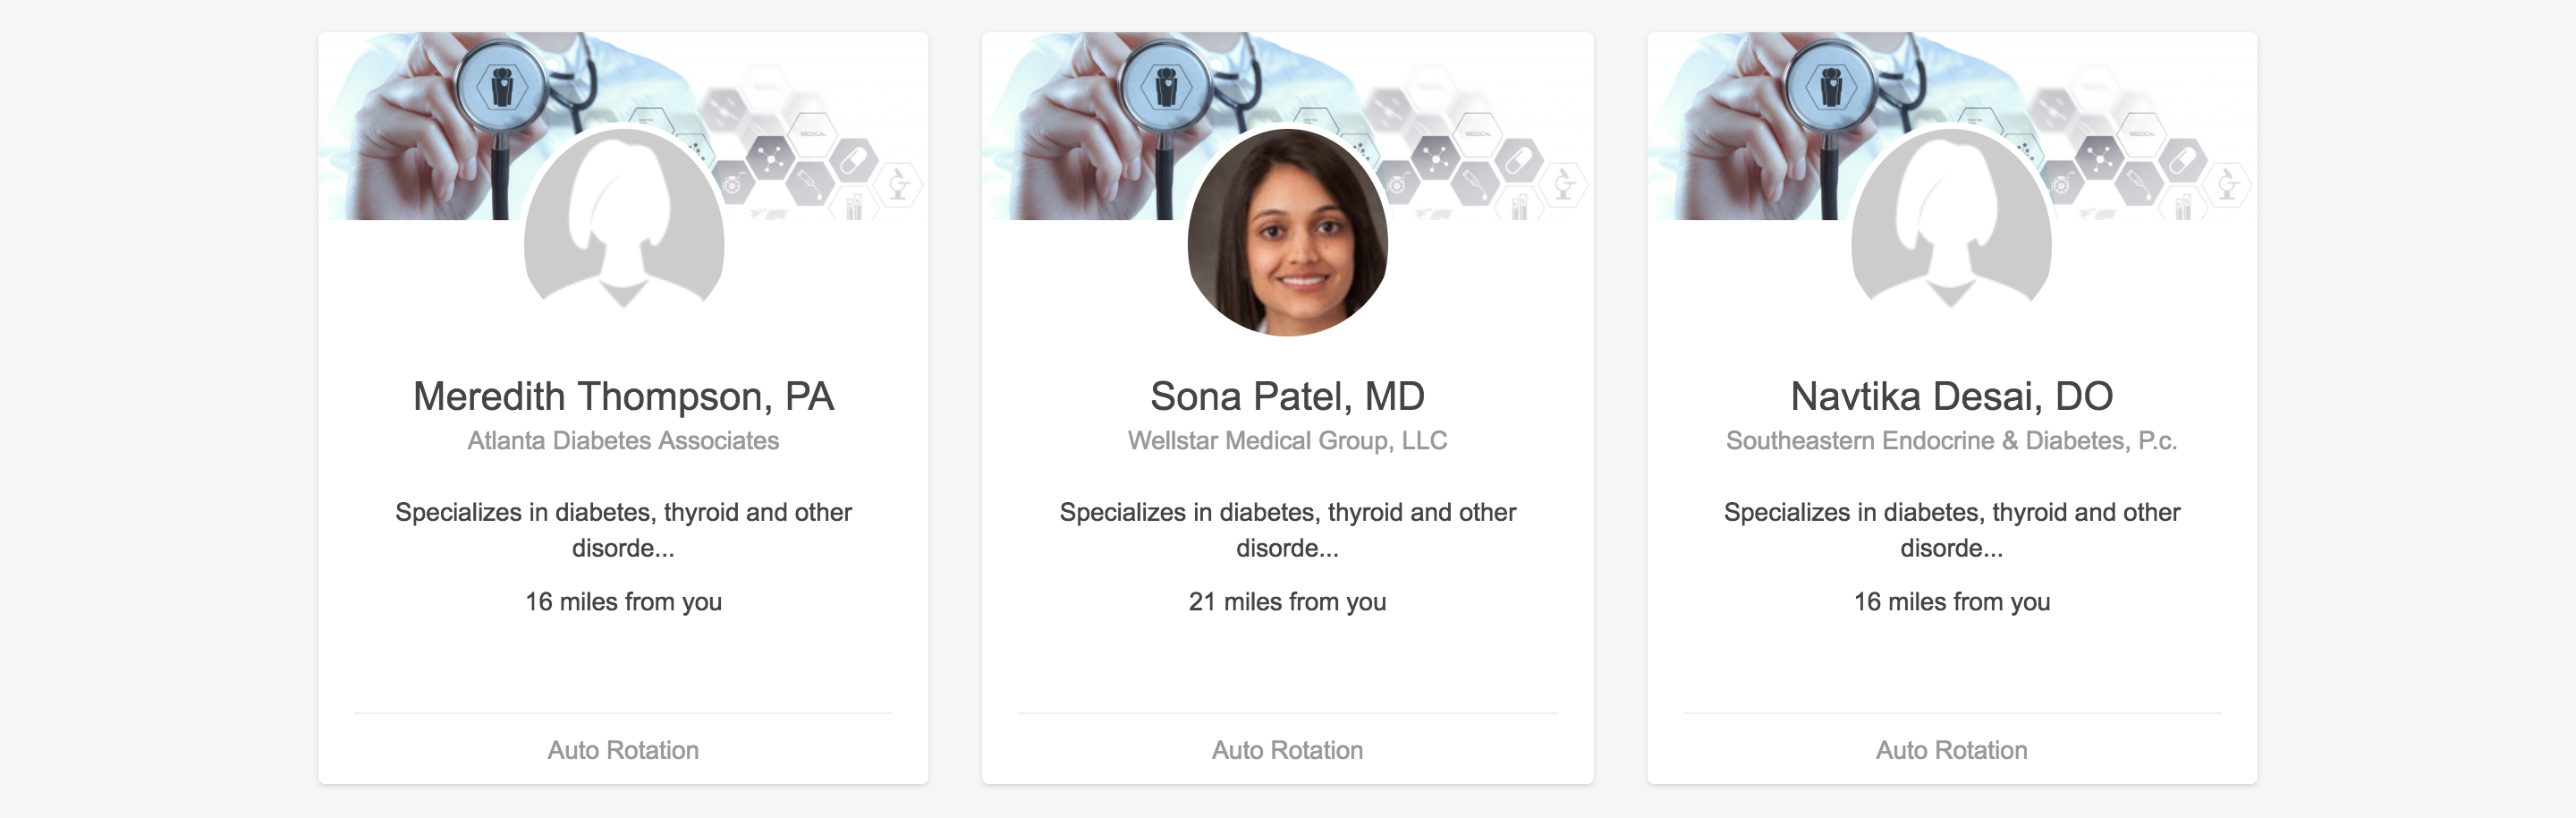 MEDICAL
MEDICAL
MEDICAL
Meredith Thompson, PA
Atlanta Diabetes Associates
Specializes in diabetes, thyroid and other
disorde...
16 miles from you
Auto Rotation
Sona Patel, MD
Wellstar Medical Group, LLC
Specializes in diabetes, thyroid and other
disorde...
21 miles from you
Auto Rotation
Navtika Desai, DO
Southeastern Endocrine & Diabetes, P.c.
Specializes in diabetes, thyroid and other
disorde...
16 miles from you
Auto Rotation